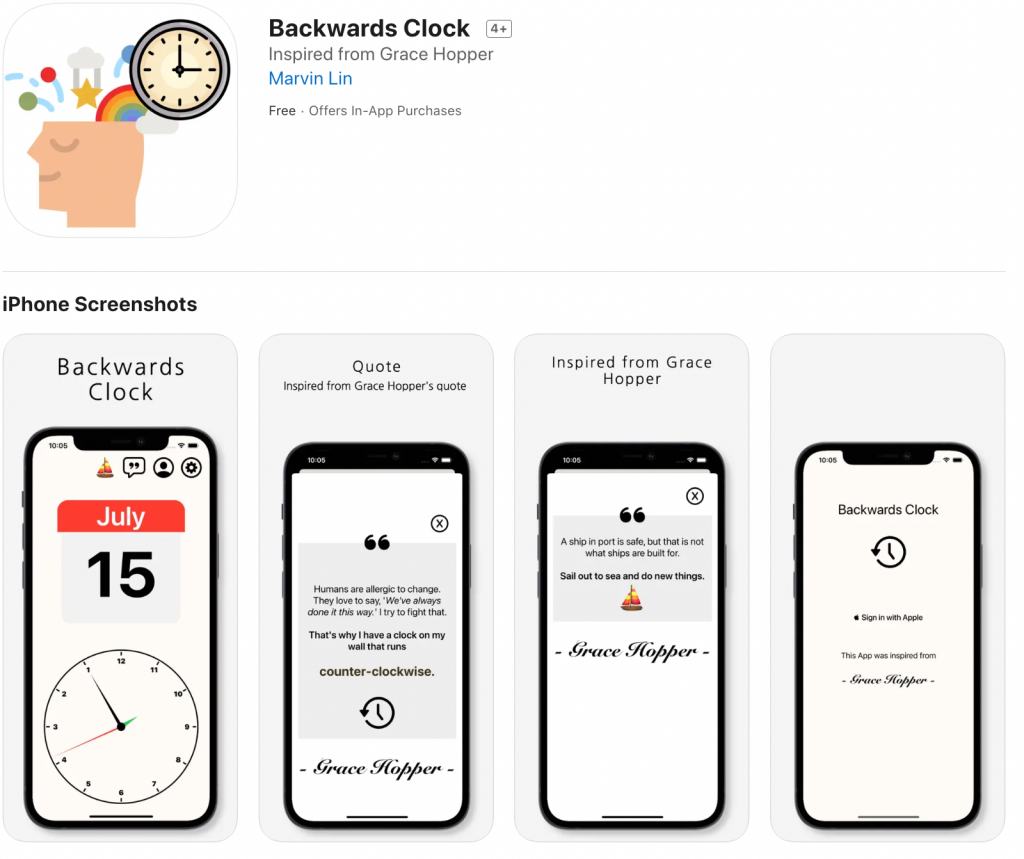 Backwards Clock 4+
Inspired from Grace Hopper
Marvin Lin
Free · Offers In-App Purchases
iPhone Screenshots
Backwards
Clock
10:05
July
15
12
11
10
9
8
7
6
5
4
3
2
1
Quote
Inspired from Grace Hopper's quote
10:05
X
Humans are allergic to change.
They love to say, 'We've always
done it this way.' I try to fight that.
That's why I have a clock on my
wall that runs
counter-clockwise.
- Grace Hopper -
Inspired from Grace
Hopper
10:05
X
A ship in port is safe, but that is not
what ships are built for.
Sail out to sea and do new things.
- Grace Hopper -
10:05
Backwards Clock
Sign in with Apple
This App was inspired from
- Grace Hopper -